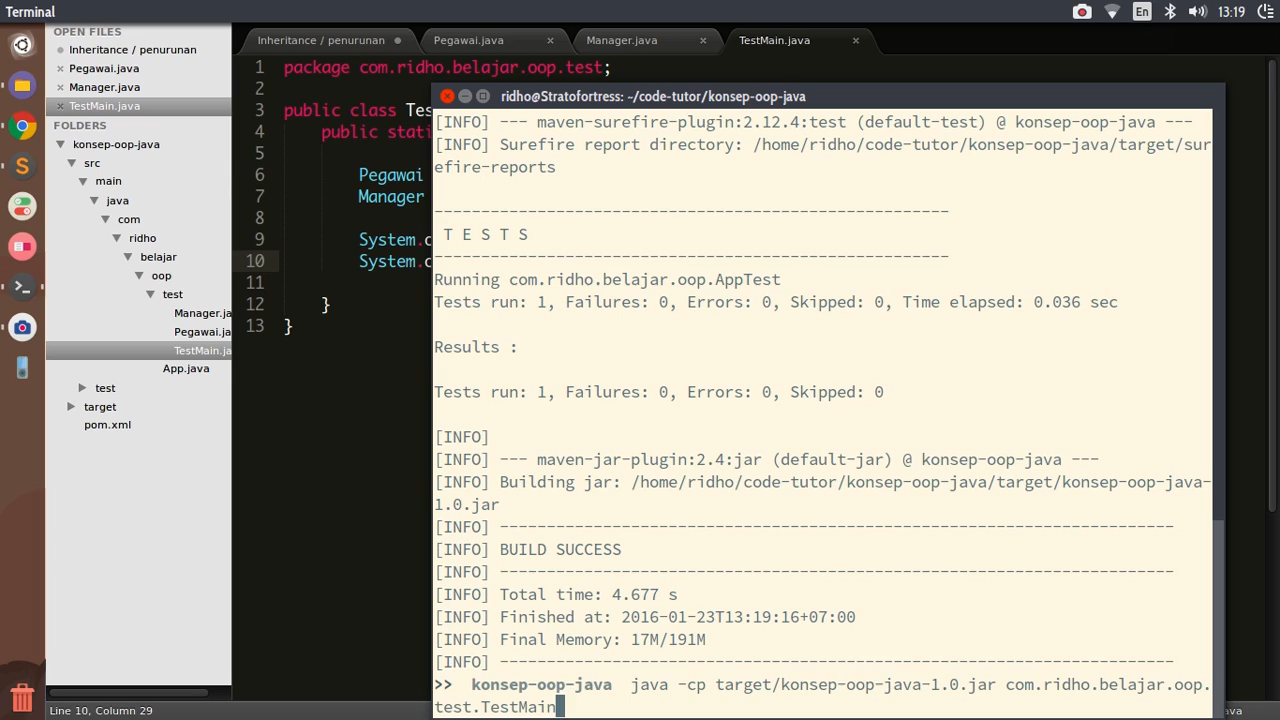 Terminal
En
13:19
OPEN FILES
Inheritance / penurunan
Pegawai.java
Manager.java
TestMain.java
FOLDERS
konsep-oop-java
src
main
java
com
ridho
belajar
oop
test
Manager.ja
Pegawai.ja
TestMain.ja
App.java
test
target
pom.xml
Inheritance / penurunan
Pegawai.java
Manager.java
TestMain.java
1 package com.ridho.belajar.oop.test;
2
3 public class Tes
4 public stati
5
6 Pegawai
7 Manager
8
9 System.o
10 System.o
11
12 }
13 }
ridho@Stratofortress: ~/code-tutor/konsep-oop-java
[INFO] --- maven-surefire-plugin:2.12.4:test (default-test) @ konsep-oop-java ---
[INFO] Surefire report directory: /home/ridho/code-tutor/konsep-oop-java/target/sur
efire-reports
-------------------------------------------------------
T E S T S
-------------------------------------------------------
Running com.ridho.belajar.oop.AppTest
Tests run: 1, Failures: 0, Errors: 0, Skipped: 0, Time elapsed: 0.036 sec
Results :
Tests run: 1, Failures: 0, Errors: 0, Skipped: 0
[INFO]
[INFO] --- maven-jar-plugin:2.4:jar (default-jar) @ konsep-oop-java ---
[INFO] Building jar: /home/ridho/code-tutor/konsep-oop-java/target/konsep-oop-java-
1.0.jar
[INFO] ------------------------------------------------------------------------
[INFO] BUILD SUCCESS
[INFO] ------------------------------------------------------------------------
[INFO] Total time: 4.677 s
[INFO] Finished at: 2016-01-23T13:19:16+07:00
[INFO] Final Memory: 17M/191M
[INFO] ------------------------------------------------------------------------
>> konsep-oop-java java -cp target/konsep-oop-java-1.0.jar com.ridho.belajar.oop.
test.TestMain
Line 10, Column 29
ava